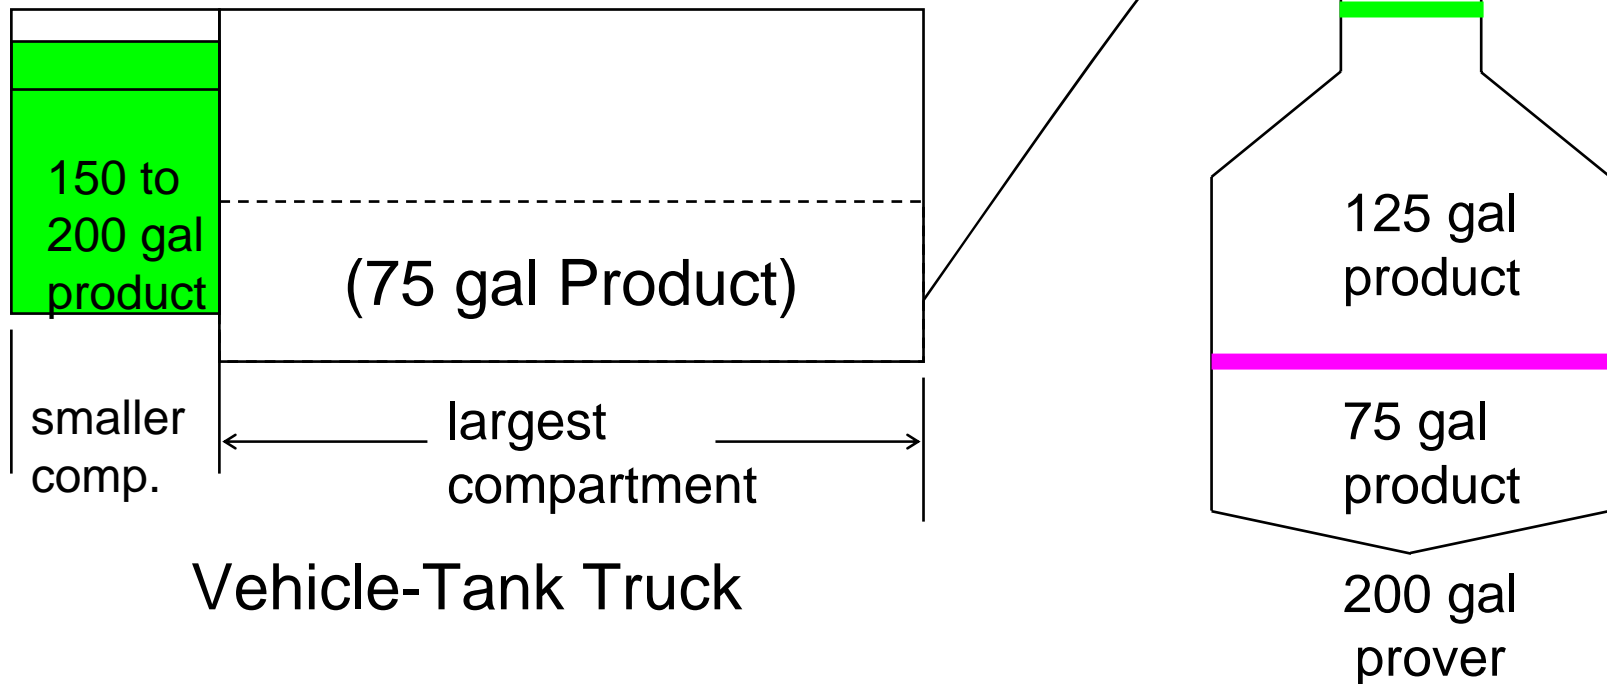 150 to
200 gal
product
(75 gal Product)
125 gal
product
smaller
comp.
largest
compartment
75 gal
product
Vehicle-Tank Truck
200 gal
prover